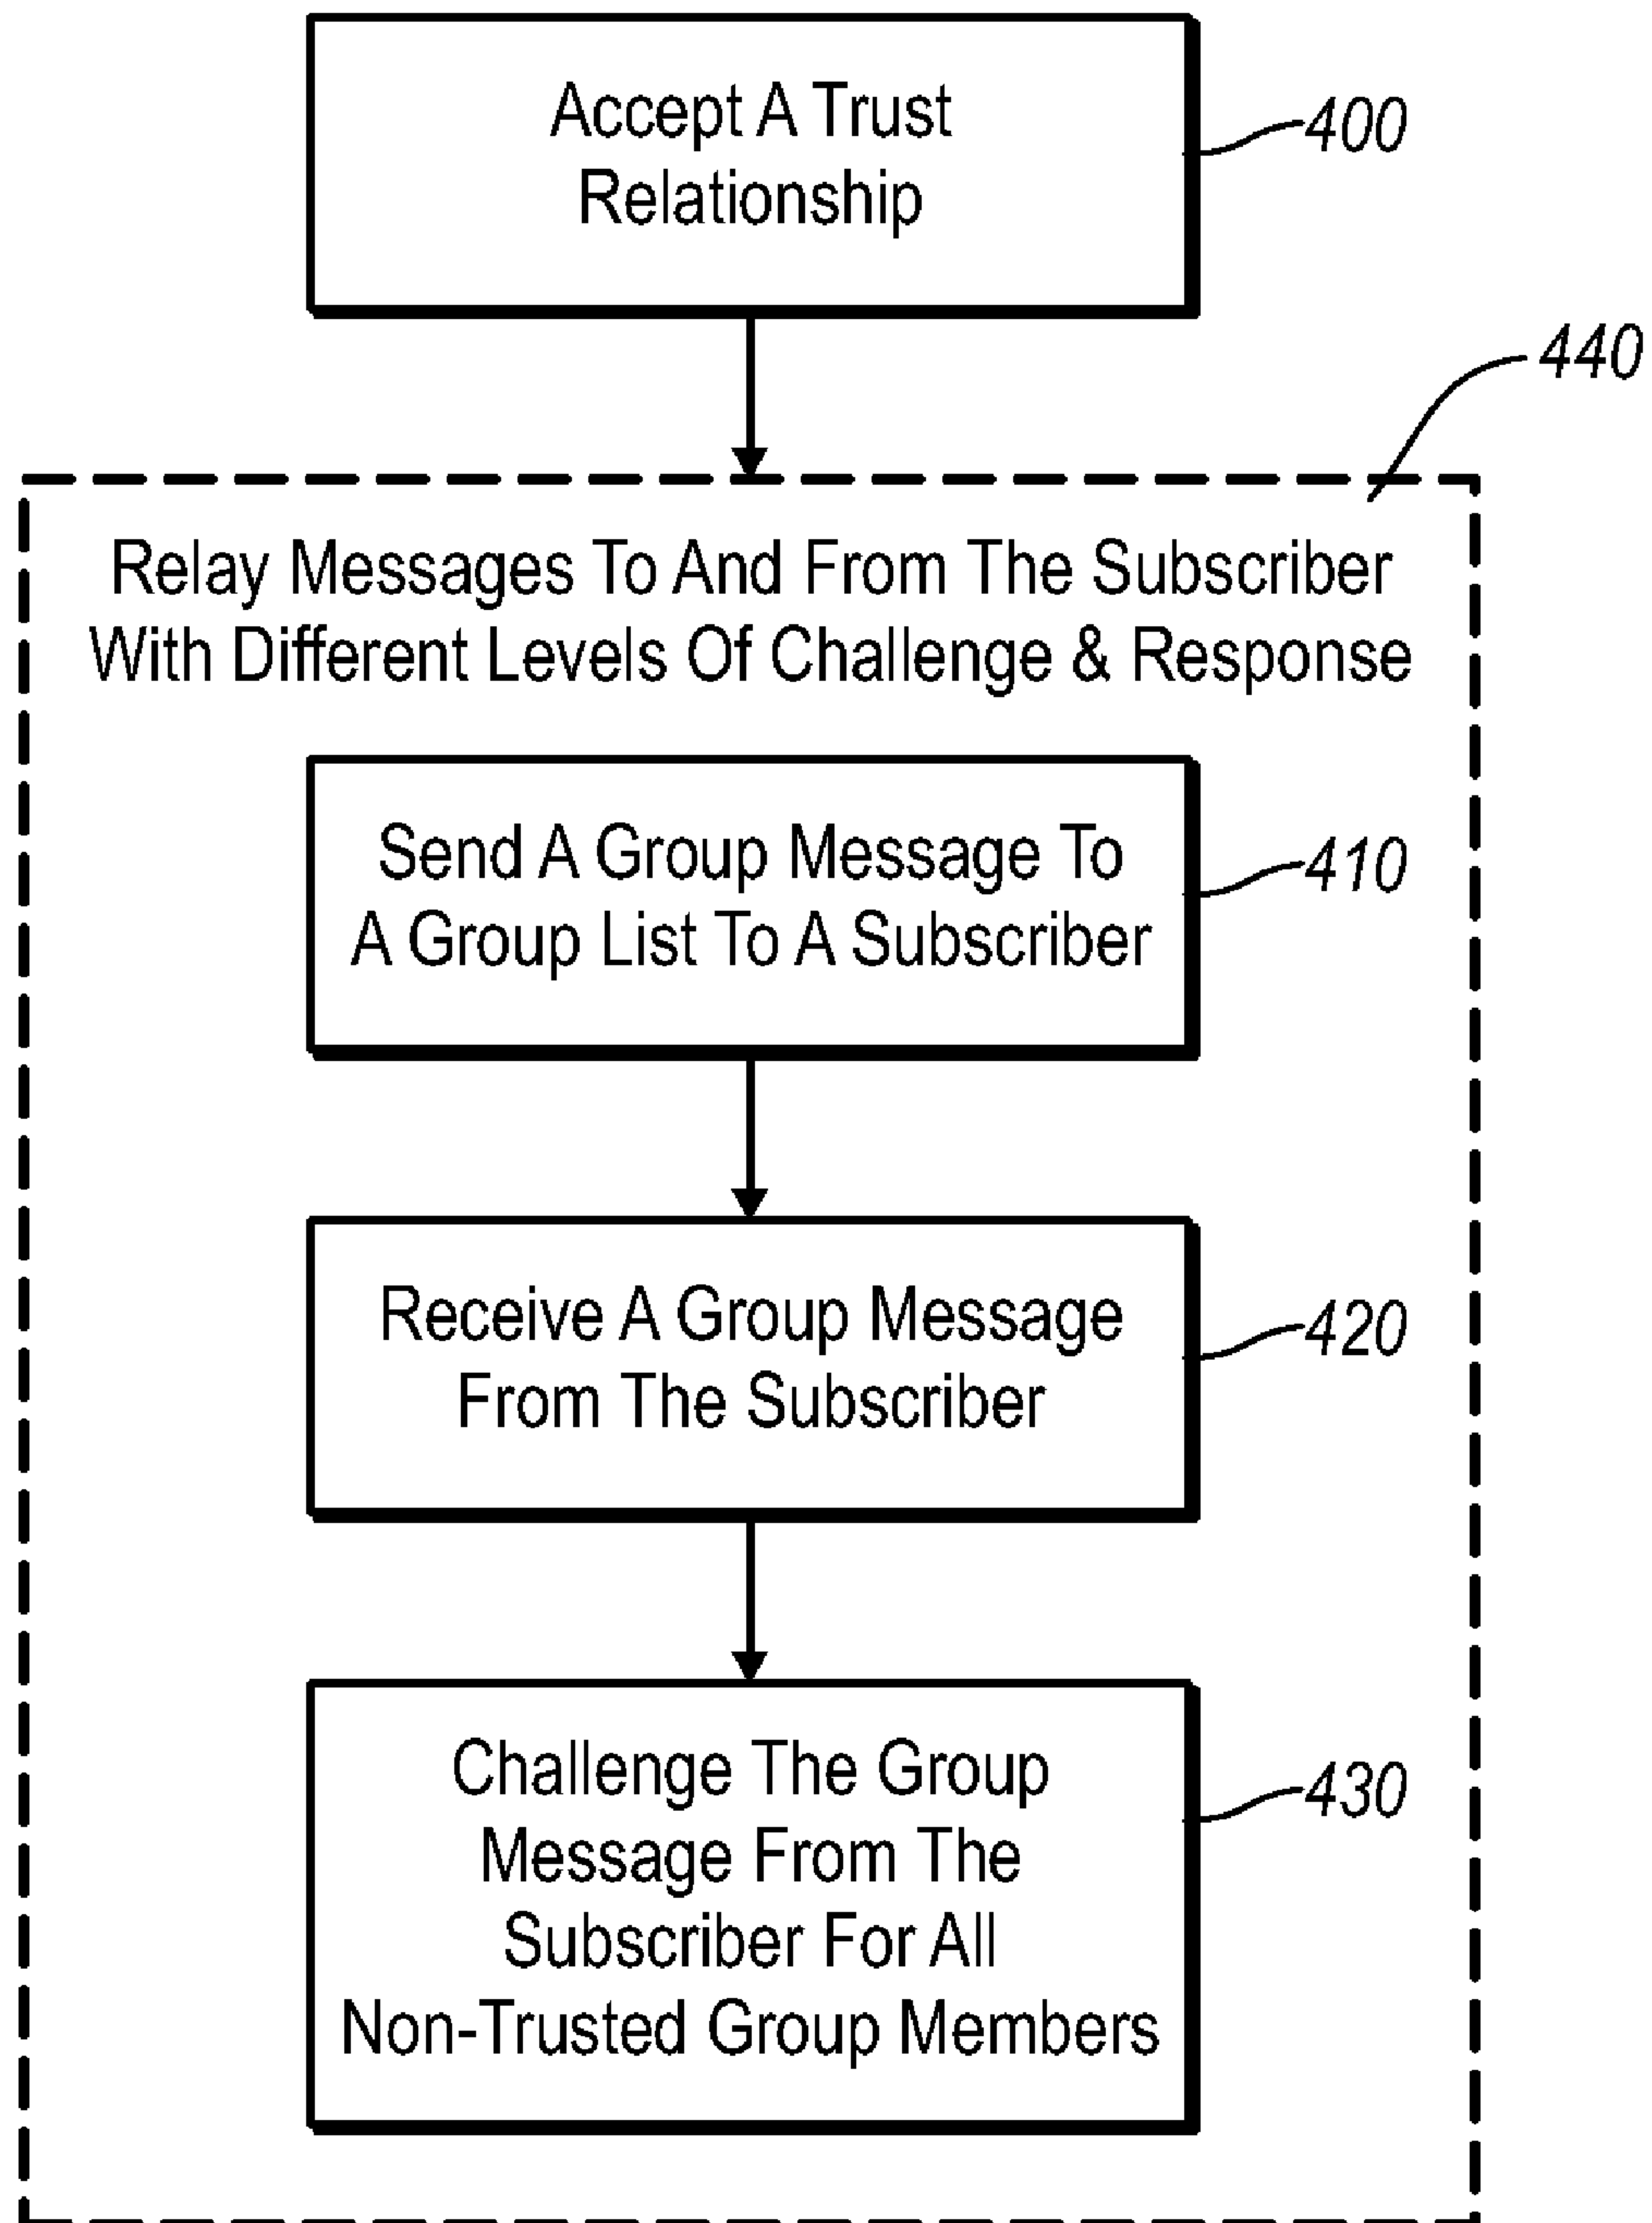 Accept A Trust
Relationship
400
440
Relay Messages To And From The Subscriber
With Different Levels Of Challenge & Response
Send A Group Message To
A Group List To A Subscriber
410
Receive A Group Message
From The Subscriber
420
Challenge The Group
Message From The
Subscriber For All
Non-Trusted Group Members
430